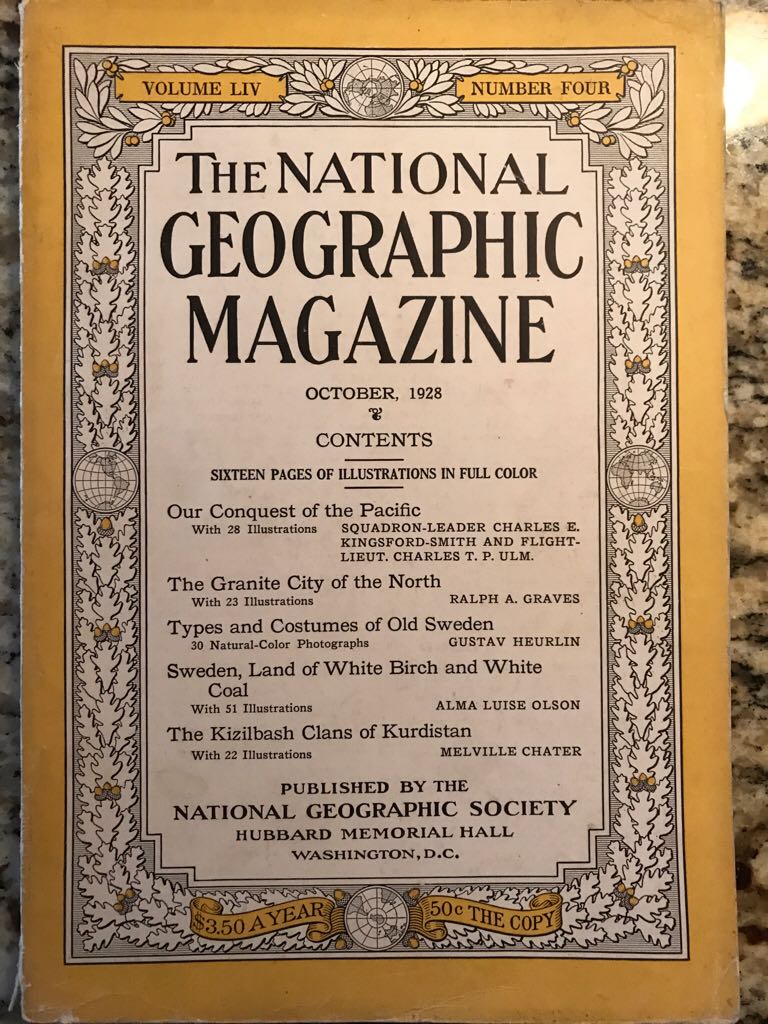 VOLUME LIV
NUMBER FOUR
THE NATIONAL
GEOGRAPHIC
MAGAZINE
OCTOBER, 1928
CONTENTS
SIXTEEN PAGES OF ILLUSTRATIONS IN FULL COLOR
Our Conquest of the Pacific
With 28 Illustrations SQUADRON-LEADER CHARLES E.
KINGSFORD-SMITH AND FLIGHT-
LIEUT. CHARLES T. P. ULM.
The Granite City of the North
With 23 Illustrations RALPH A. GRAVES
Types and Costumes of Old Sweden
30 Natural-Color Photographs GUSTAV HEURLIN
Sweden, Land of White Birch and White
Coal
With 51 Illustrations ALMA LUISE OLSON
The Kizilbash Clans of Kurdistan
With 22 Illustrations MELVILLE CHATER
PUBLISHED BY THE
NATIONAL GEOGRAPHIC SOCIETY
HUBBARD MEMORIAL HALL
WASHINGTON, D.C.
$3.50 A YEAR
50c THE COPY